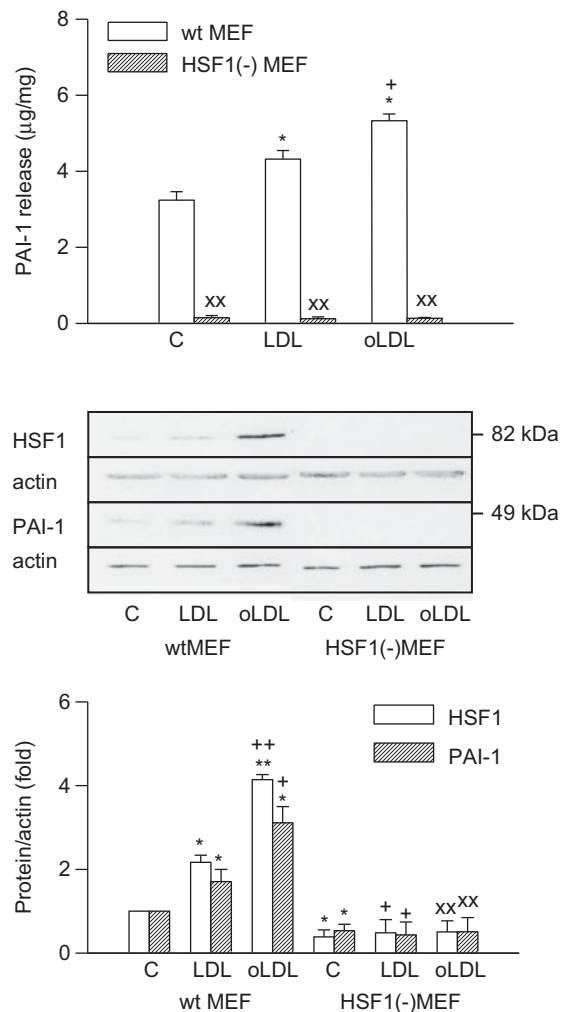 8
wt MEF
HSF1(-) MEF
6
PAI-1 release (μg/mg)
+
*
*
4
2
xx xx xx
0
C LDL oLDL
HSF1 82 kDa
actin
PAI-1 49 kDa
actin
C LDL oLDL C LDL oLDL
wtMEF HSF1(-)MEF
6
HSF1
PAI-1
Protein/actin (fold)
++
** +
4 *
* *
2
* * + + xx xx
0
C LDL oLDL C LDL oLDL
wt MEF HSF1(-)MEF